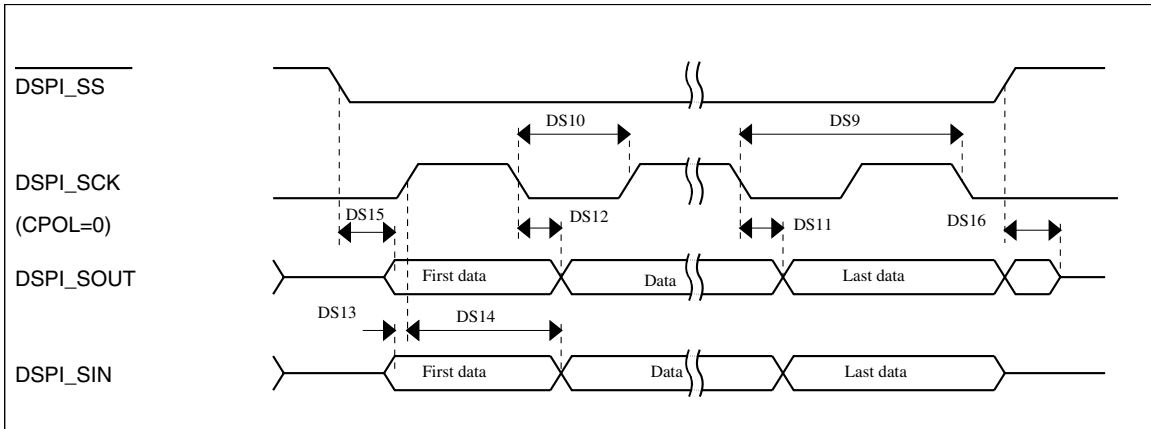 DSPI_SS
DS10
DS9
DSPI_SCK
(CPOL=0)
DS15
DS12
DS11
DS16
DSPI_SOUT
First data
Data
Last data
DS13
DS14
DSPI_SIN
First data
Data
Last data